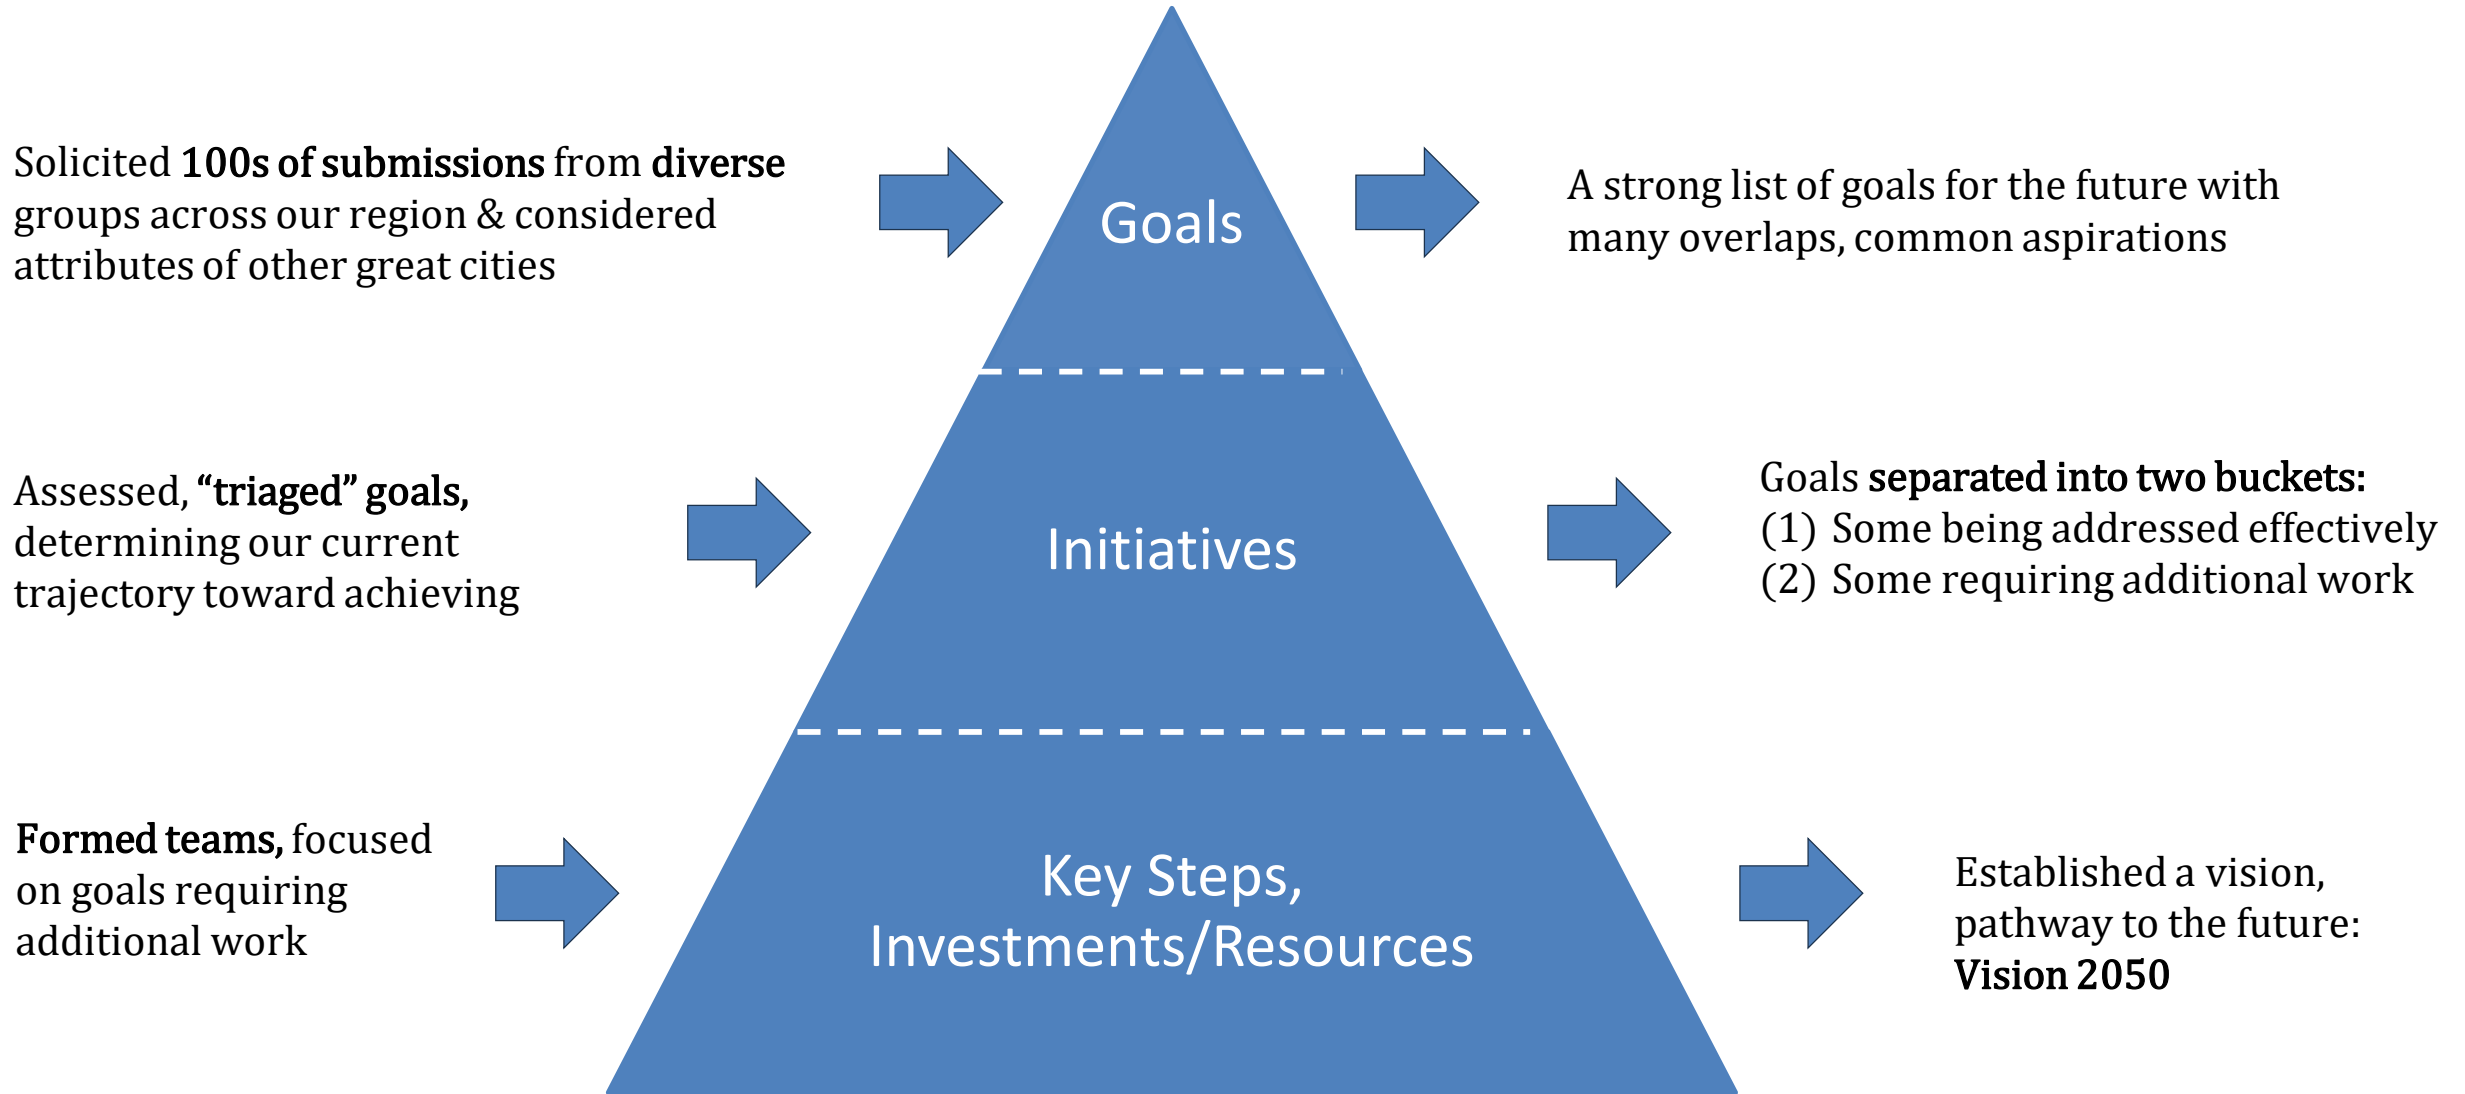 Solicited 100s of submissions from diverse
groups across our region & considered
attributes of other great cities
Goals
A strong list of goals for the future with
many overlaps, common aspirations
Assessed, “triaged” goals,
determining our current
trajectory toward achieving
Initiatives
Goals separated into two buckets:
(1) Some being addressed effectively
(2) Some requiring additional work
Formed teams, focused
on goals requiring
additional work
Key Steps,
Investments/Resources
Established a vision,
pathway to the future:
Vision 2050